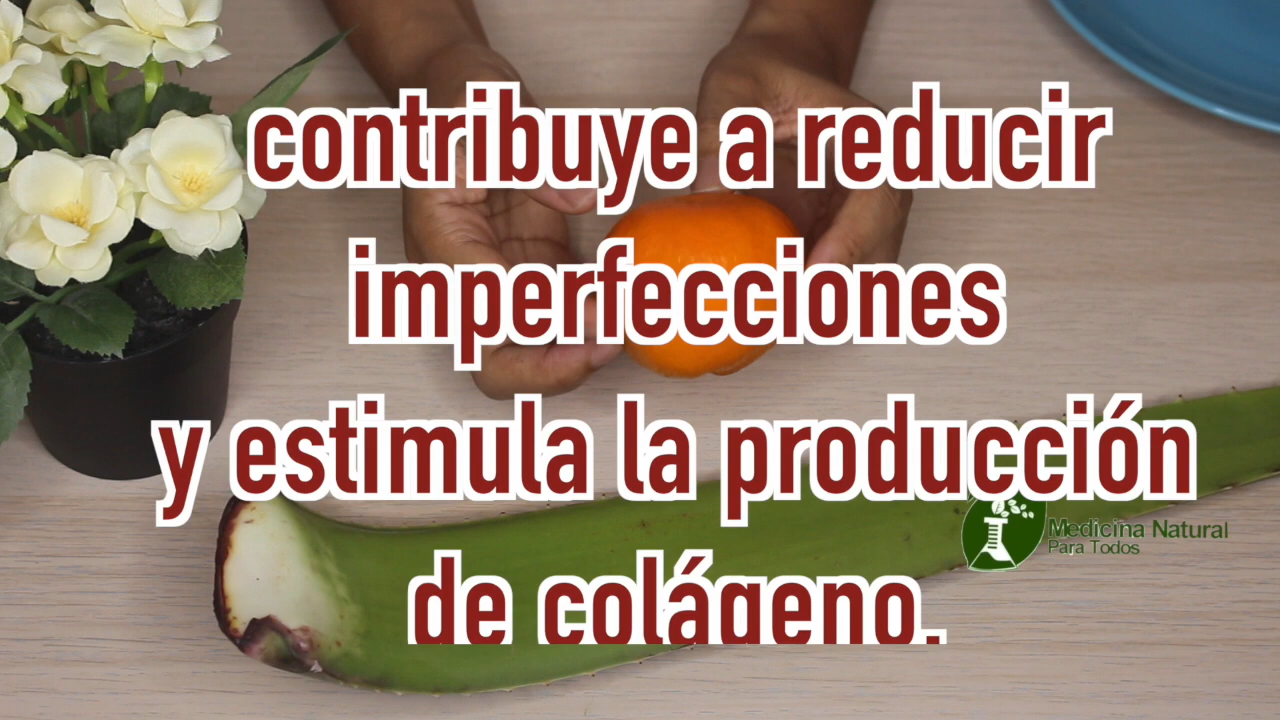 contribuye a reducir
imperfecciones
y estimula la producción
de colágeno.
Medicina Natural
Para Todos